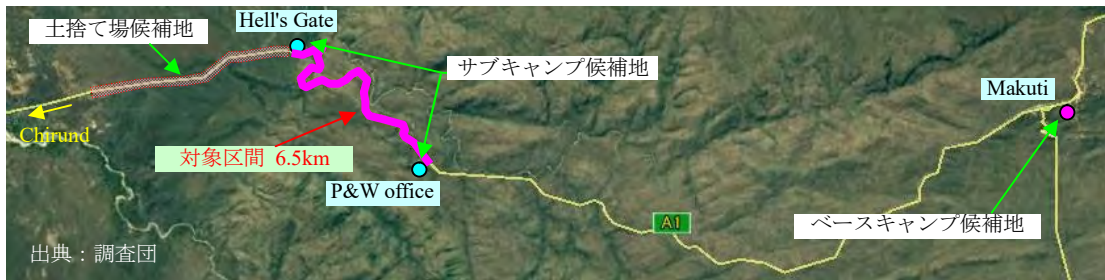 Hell's Gate
土捨て場候補地
サブキャンプ候補地
Makuti
Chirund
対象区間 6.5km
P&W office
A1
ベースキャンプ候補地
出典：調査団